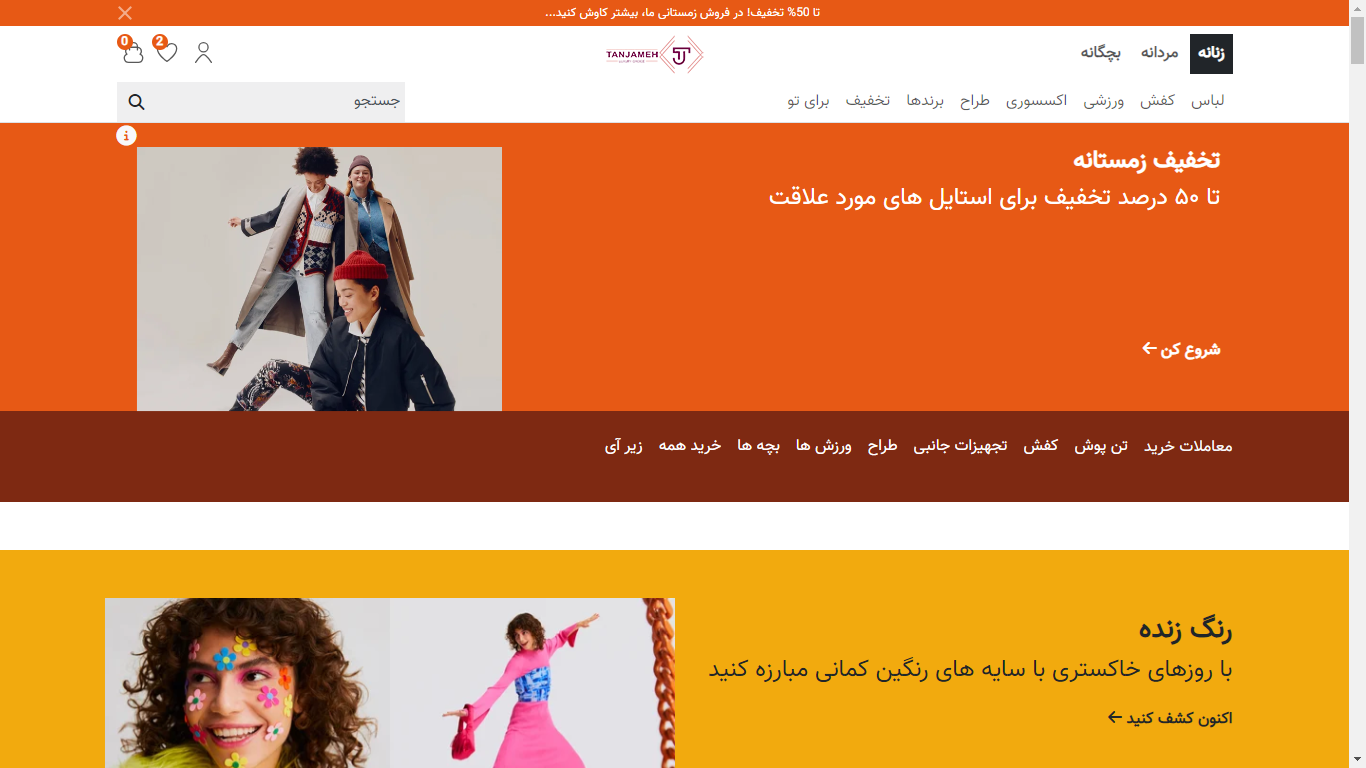 تا 50% تخفیف! در فروش زمستانی ما، بیشتر کاوش کنید...
زنانه مردانه بچگانه
TANJAMEH
2
0
لباس کفش ورزشی اکسسوری طراح برندها تخفیف برای تو
جستجو
تخفیف زمستانه
تا ۵۰ درصد تخفیف برای استایل های مورد علاقت
شروع کن
معاملات خرید تن پوش کفش تجهیزات جانبی طراح ورزش ها بچه ها خرید همه زیر آی
رنگ زنده
با روزهای خاکستری با سایه های رنگین کمانی مبارزه کنید
اکنون کشف کنید